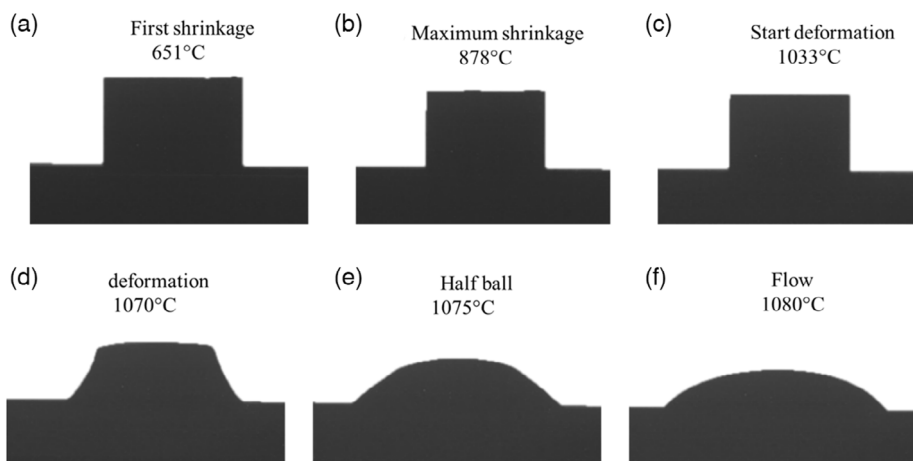 (a)
First shrinkage
651°C
(b)
Maximum shrinkage
878°C
(c)
Start deformation
1033°C
(d)
deformation
1070°C
(e)
Half ball
1075°C
(f)
Flow
1080°C